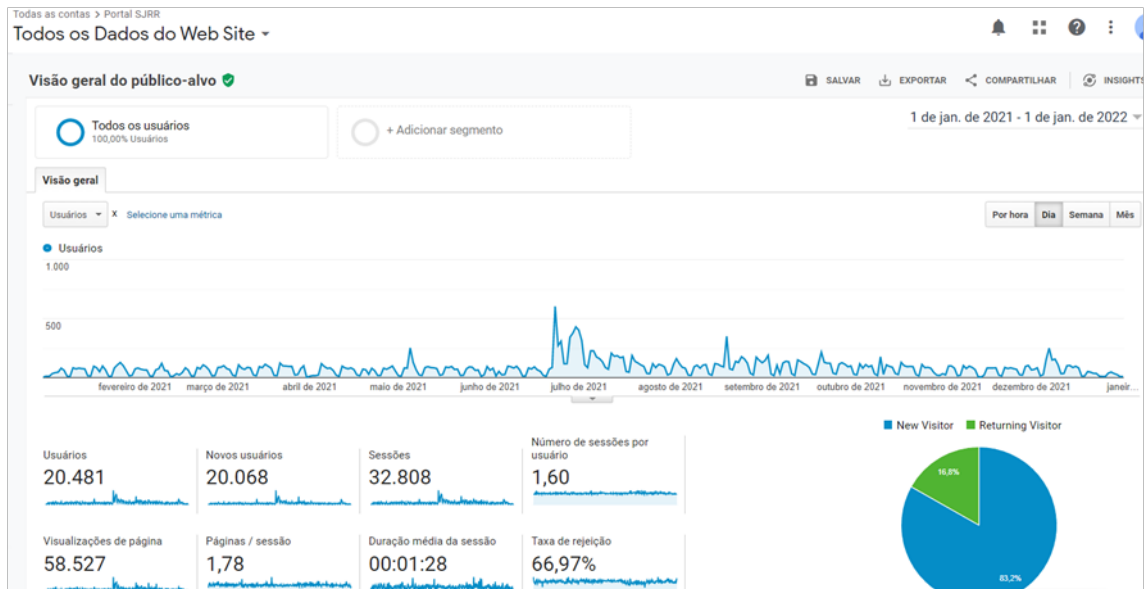 Todas as contas > Portal SJRR
Todos os Dados do Web Site
Visão geral do público-alvo
SALVAR EXPORTAR COMPARTILHAR INSIGHTS
Todos os usuários
100,00% Usuários
+ Adicionar segmento
1 de jan. de 2021 - 1 de jan. de 2022
Visão geral
Usuários X Selecione uma métrica
Por hora Dia Semana Mês
Usuários
1.000
500
fevereiro de 2021 março de 2021 abril de 2021 maio de 2021 junho de 2021 julho de 2021 agosto de 2021 setembro de 2021 outubro de 2021 novembro de 2021 dezembro de 2021 janeir...
New Visitor Returning Visitor
Usuários
20.481
Novos usuários
20.068
Sessões
32.808
Número de sessões por
usuário
1,60
Visualizações de página
58.527
Páginas / sessão
1,78
Duração média da sessão
00:01:28
Taxa de rejeição
66,97%
16,8%
83,2%